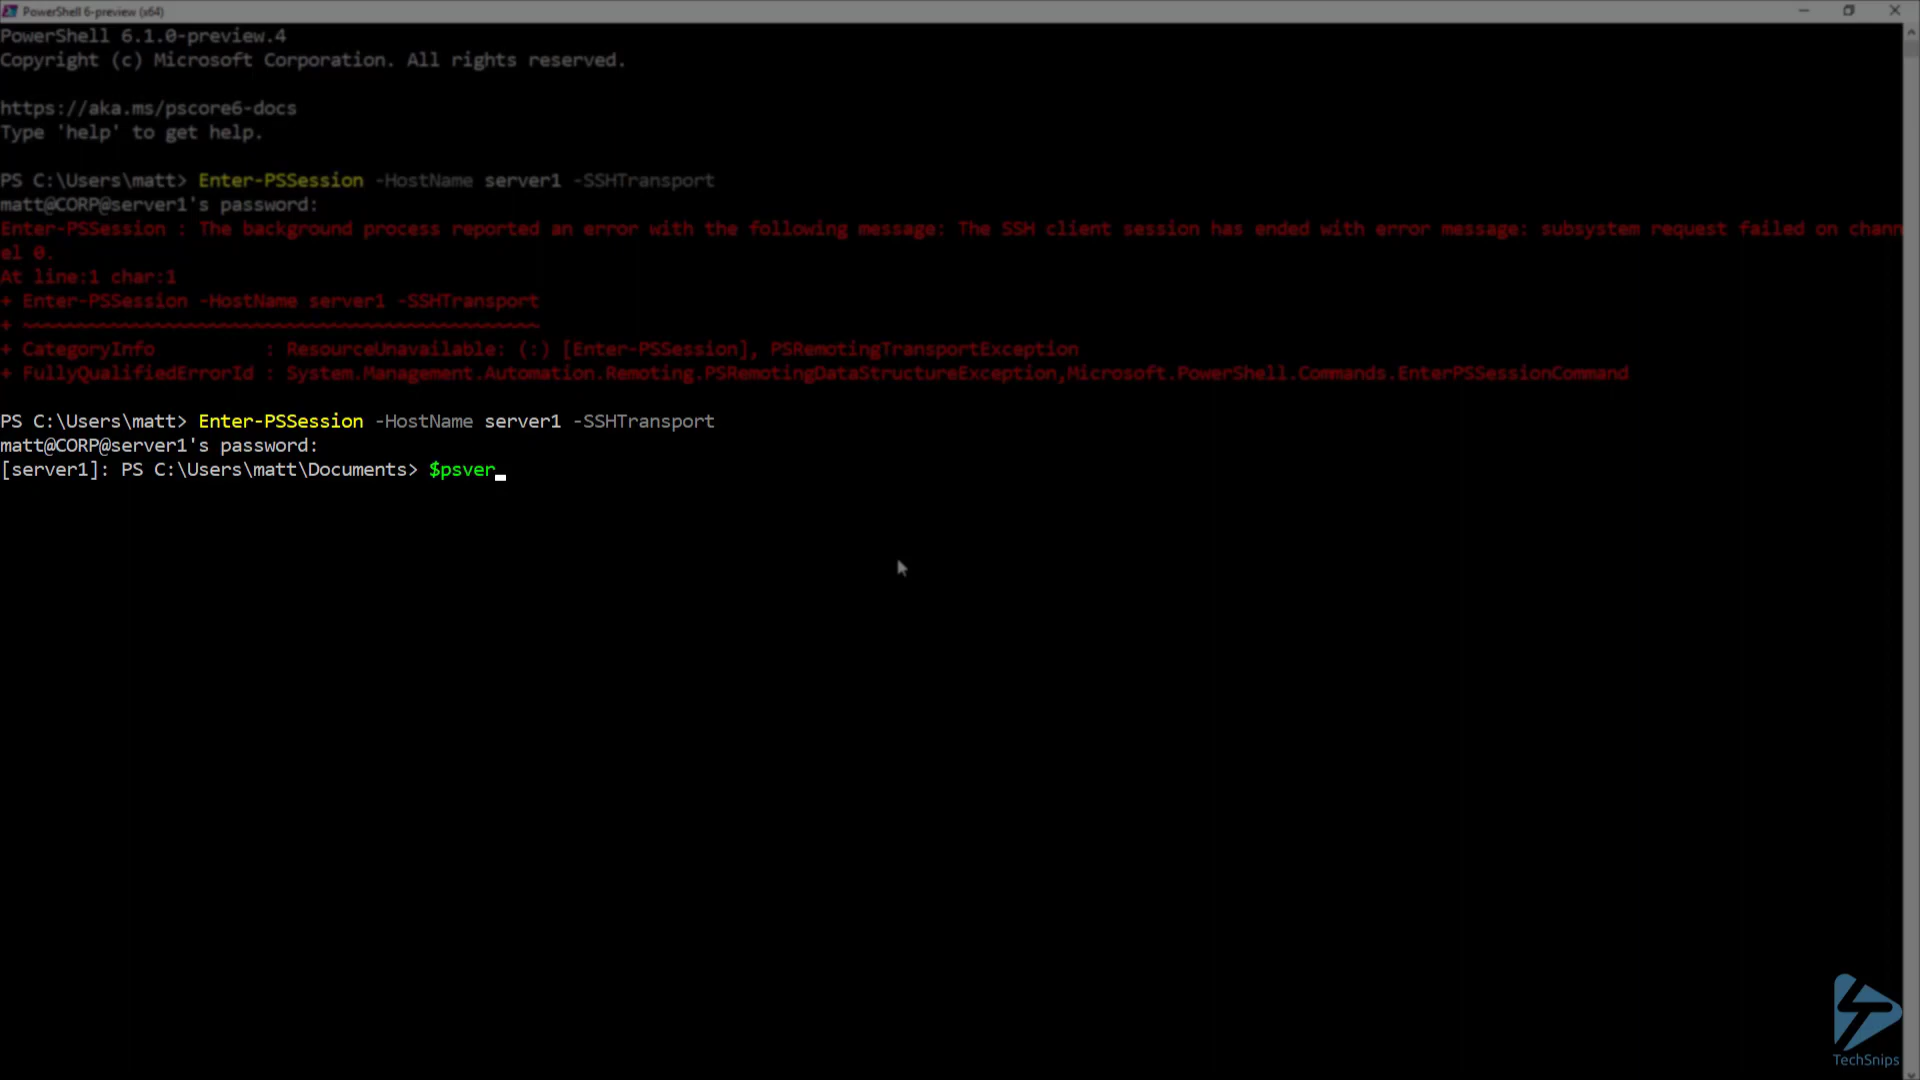 PowerShell 6-preview (x64)
PowerShell 6.1.0-preview.4
Copyright (c) Microsoft Corporation. All rights reserved.
https://aka.ms/pscore6-docs
Type 'help' to get help.
PS C:\Users\matt> Enter-PSSession -HostName server1 -SSHTransport
matt@CORP@server1's password:
Enter-PSSession : The background process reported an error with the following message: The SSH client session has ended with error message: subsystem request failed on chann
el 0.
At line:1 char:1
+ Enter-PSSession -HostName server1 -SSHTransport
+ ~~~~~~~~~~~~~~~~~~~~~~~~~~~~~~~~~~~~~~~~~~~~~~~
+ CategoryInfo          : ResourceUnavailable: (:) [Enter-PSSession], PSRemotingTransportException
+ FullyQualifiedErrorId : System.Management.Automation.Remoting.PSRemotingDataStructureException,Microsoft.PowerShell.Commands.EnterPSSessionCommand
PS C:\Users\matt> Enter-PSSession -HostName server1 -SSHTransport
matt@CORP@server1's password:
[server1]: PS C:\Users\matt\Documents> $psver
TechSnips